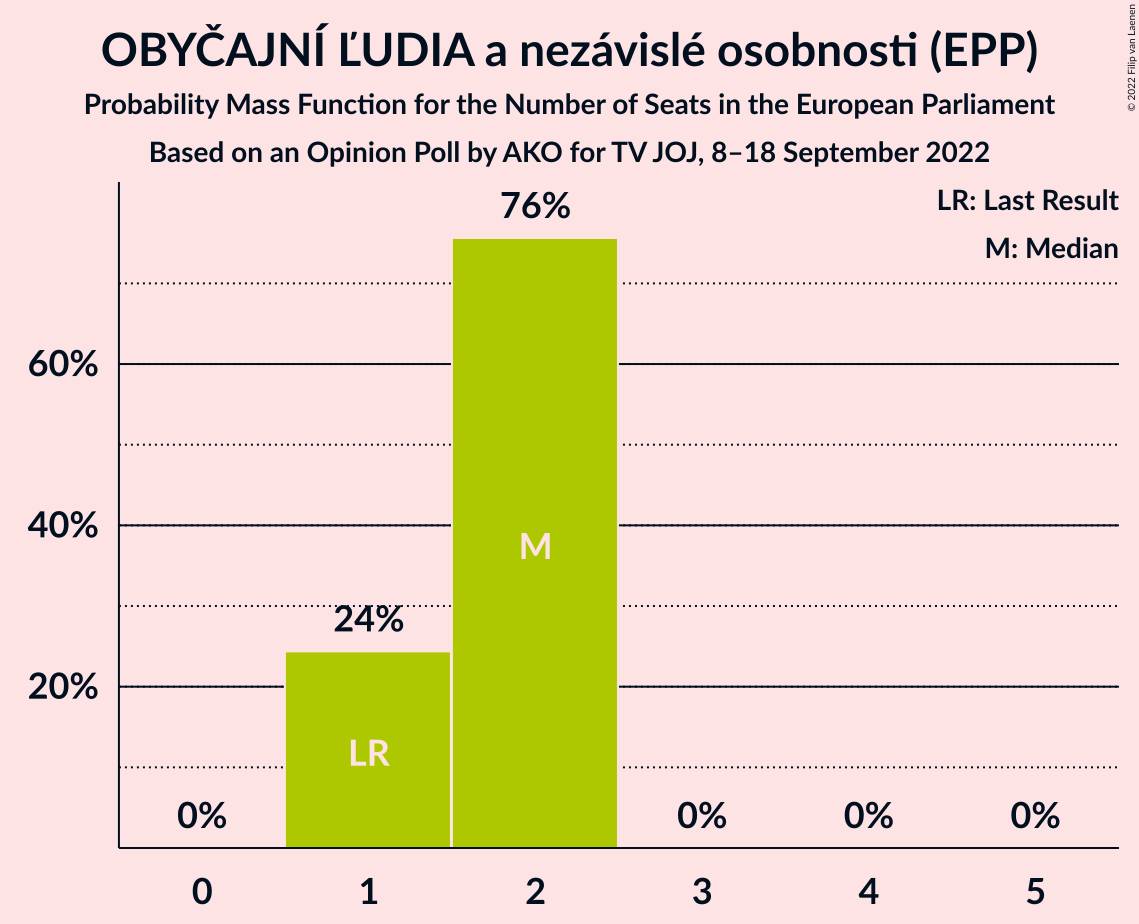 OBYČAJNÍ ĽUDIA a nezávislé osobnosti (EPP)
Probability Mass Function for the Number of Seats in the European Parliament
Based on an Opinion Poll by AKO for TV JOJ, 8–18 September 2022
© 2022 Filip van Laenen
LR: Last Result
M: Median
76%
60%
40%
M
24%
20%
LR
0% 0% 0% 0%
0 1 2 3 4 5